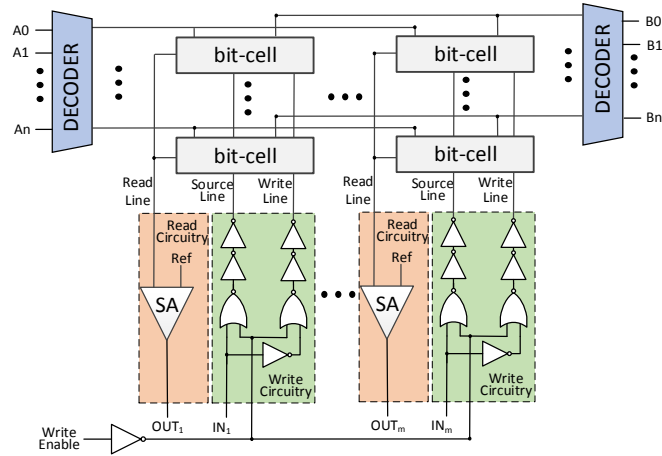 A0
A1
An
DECODER
bit-cell
bit-cell
DECODER
B0
B1
Bn
bit-cell
bit-cell
Read
Line
Source
Line
Write
Line
Read
Line
Source
Line
Write
Line
Read
Circuitry
Ref
SA
Write
Circuitry
Read
Circuitry
Ref
SA
Write
Circuitry
OUT₁
IN₁
OUTₘ
INₘ
Write
Enable